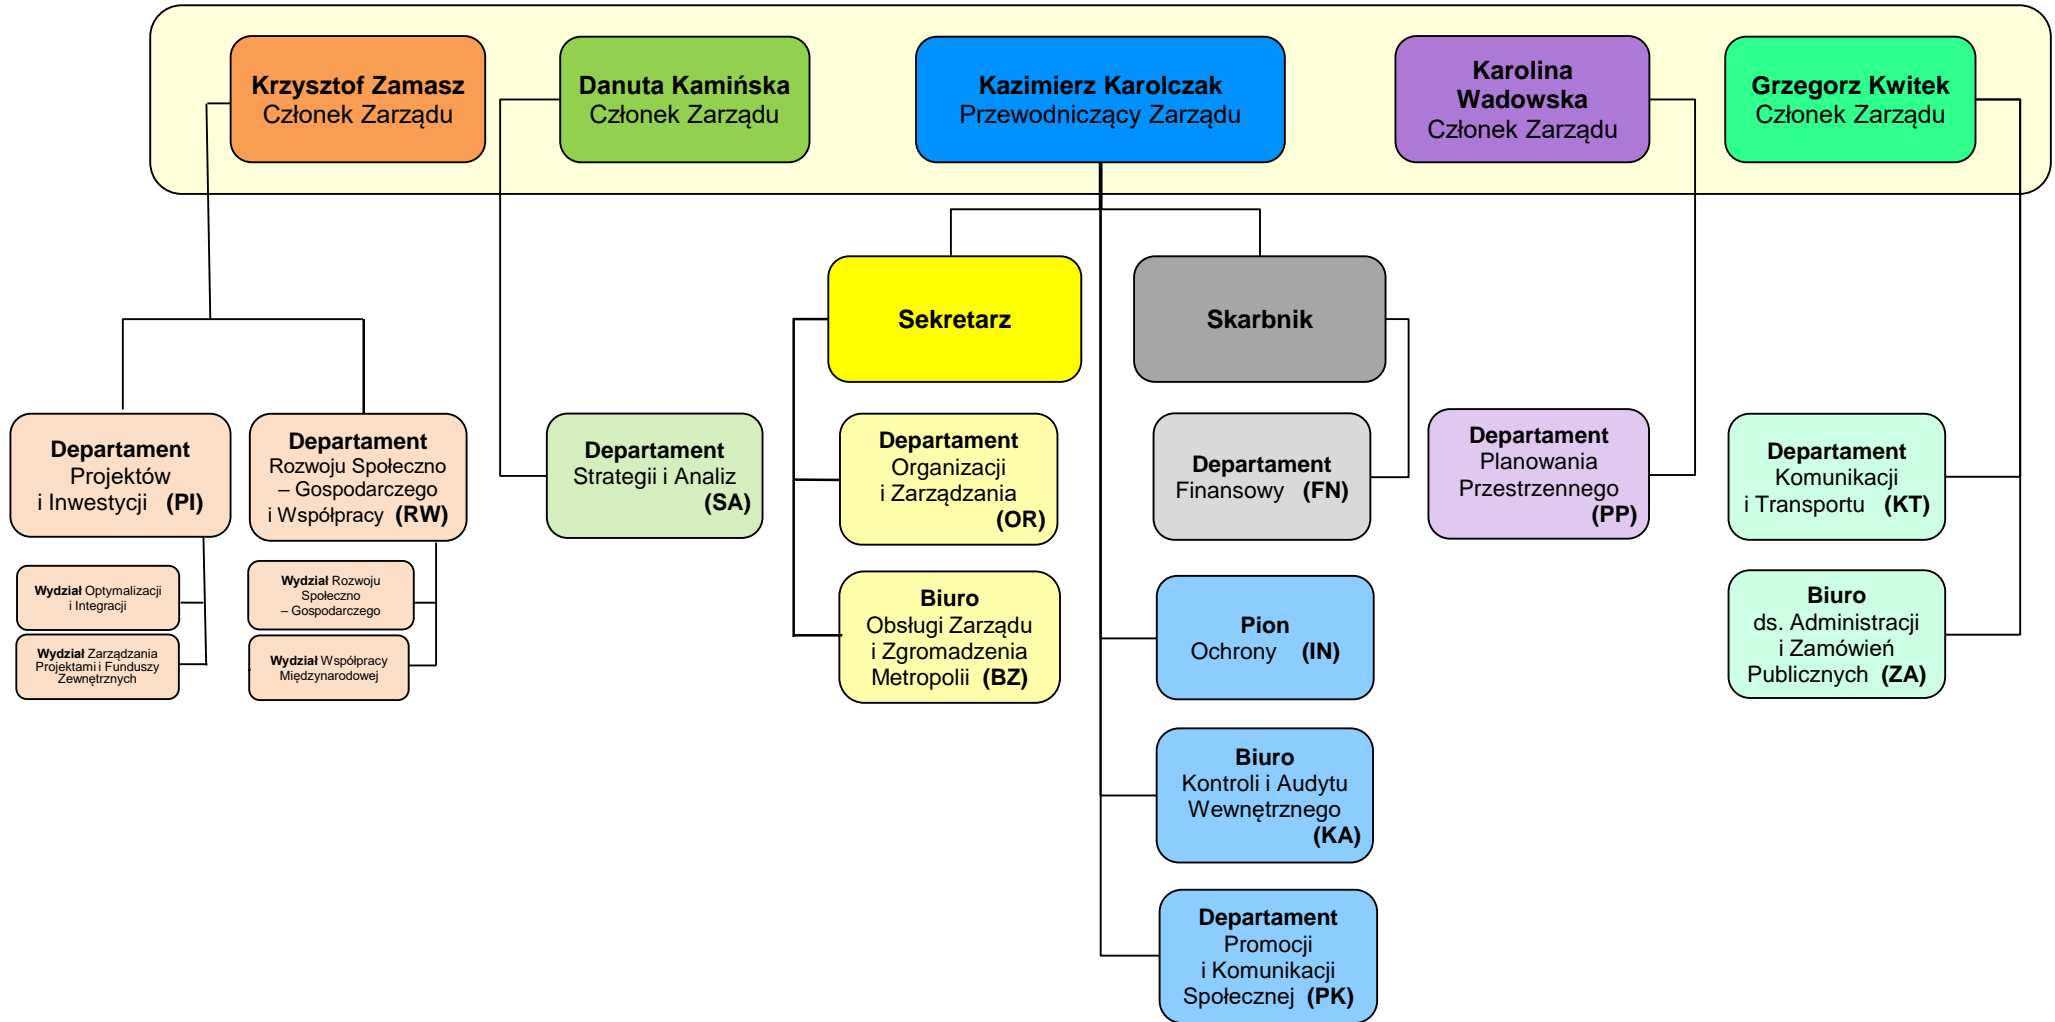 Krzysztof Zamasz
Członek Zarządu
Danuta Kamińska
Członek Zarządu
Kazimierz Karolczak
Przewodniczący Zarządu
Karolina
Wadowska
Członek Zarządu
Grzegorz Kwitek
Członek Zarządu
Sekretarz
Skarbnik
Departament
Projektów
i Inwestycji (PI)
Departament
Rozwoju Społeczno
– Gospodarczego
i Współpracy (RW)
Departament
Strategii i Analiz
(SA)
Departament
Organizacji
i Zarządzania
(OR)
Departament
Finansowy (FN)
Departament
Planowania
Przestrzennego
(PP)
Departament
Komunikacji
i Transportu (KT)
Wydział Optymalizacji
i Integracji
Wydział Zarządzania
Projektami i Funduszy
Zewnętrznych
Wydział Rozwoju
Społeczno
– Gospodarczego
Wydział Współpracy
Międzynarodowej
Biuro
Obsługi Zarządu
i Zgromadzenia
Metropolii (BZ)
Pion
Ochrony (IN)
Biuro
ds. Administracji
i Zamówień
Publicznych (ZA)
Biuro
Kontroli i Audytu
Wewnętrznego
(KA)
Departament
Promocji
i Komunikacji
Społecznej (PK)